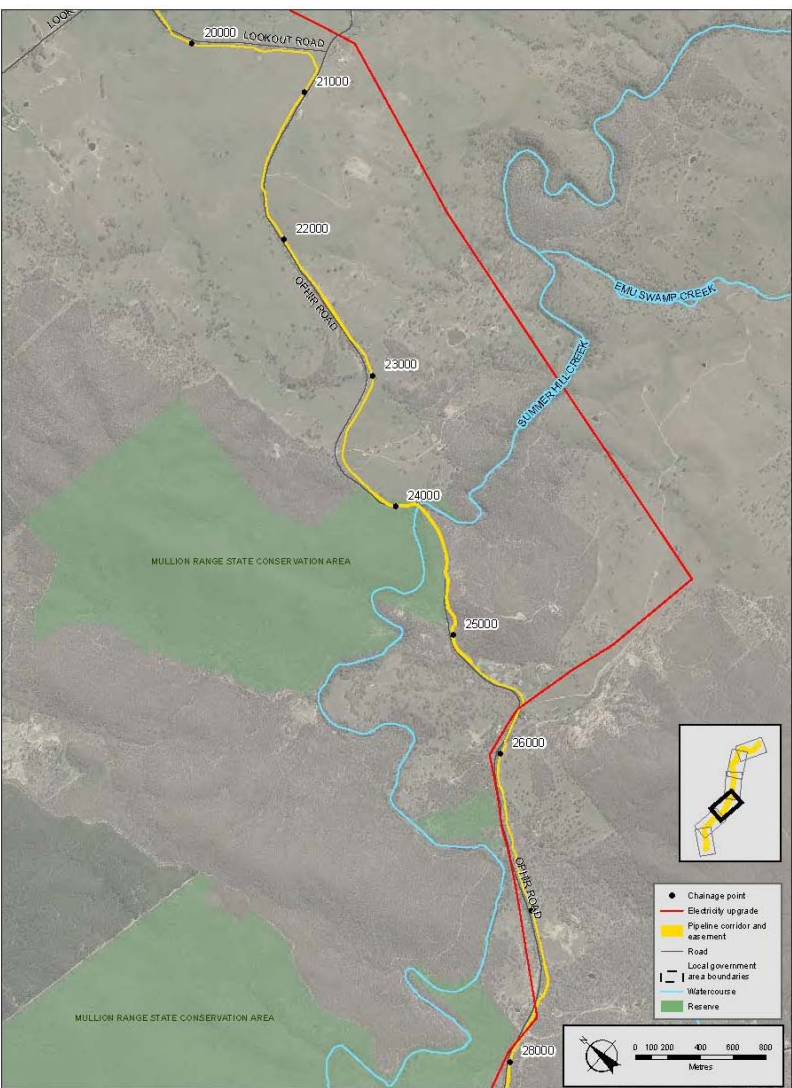 LOOK
20000
LOOKOUT ROAD
21000
22000
OPHIR ROAD
EMU SWAMP CREEK
23000
SUMMER HILL CREEK
24000
MULLION RANGE STATE CONSERVATION AREA
25000
26000
OPHIR ROAD
MULLION RANGE STATE CONSERVATION AREA
28000
Chainage point
Electricity upgrade
Pipeline corridor and
easement
Road
Local government
area boundaries
Watercourse
Reserve
N
0 100 200 400 600 800
Metres